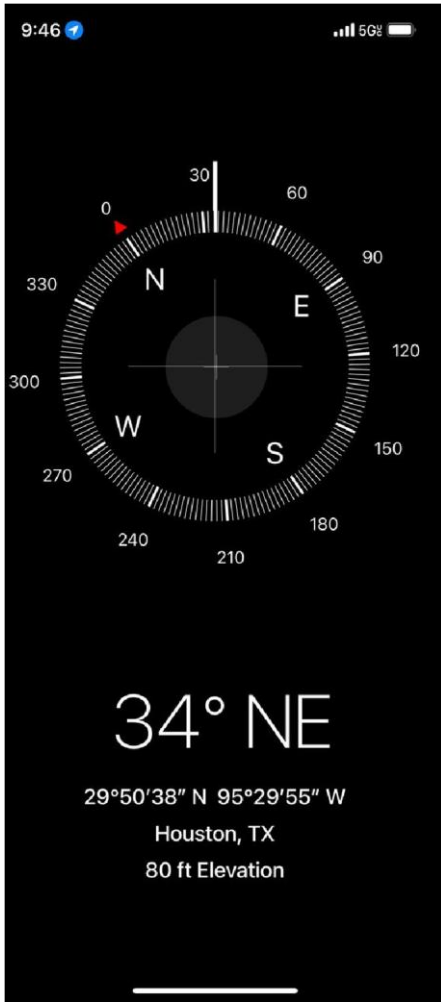 9:46 5G
30
0 60
N
330 E 90
300 120
W S 150
270 180
240 210
34° NE
29°50'38" N 95°29'55" W
Houston, TX
80 ft Elevation